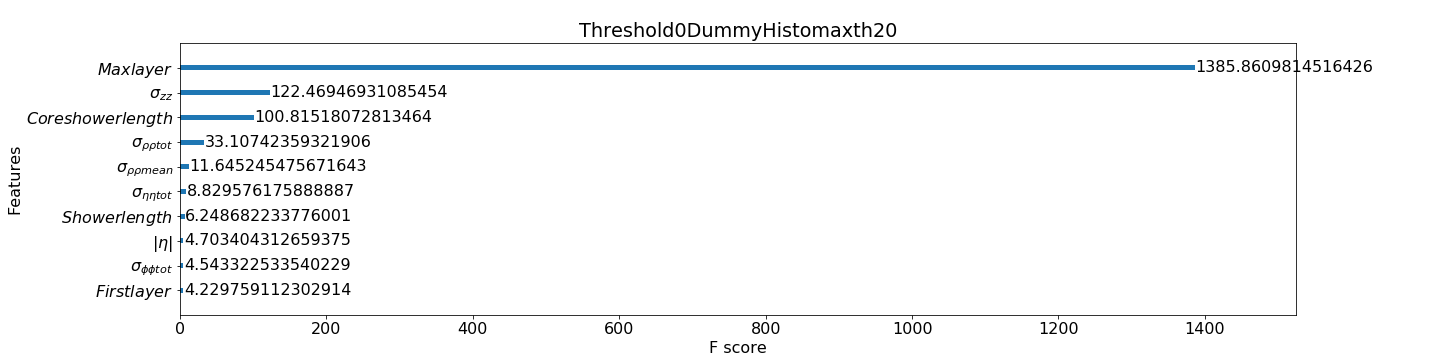 Threshold0DummyHistomaxth20
Maxlayer 1385.8609814516426
σzz 122.46946931085454
Coreshowerlength 100.81518072813464
σρρtot 33.10742359321906
σρρmean 11.645245475671643
σηηtot 8.829576175888887
Showerlength 6.248682233776001
|η| 4.703404312659375
σϕϕtot 4.543322533540229
Firstlayer 4.229759112302914
Features
0 200 400 600 800 1000 1200 1400
F score